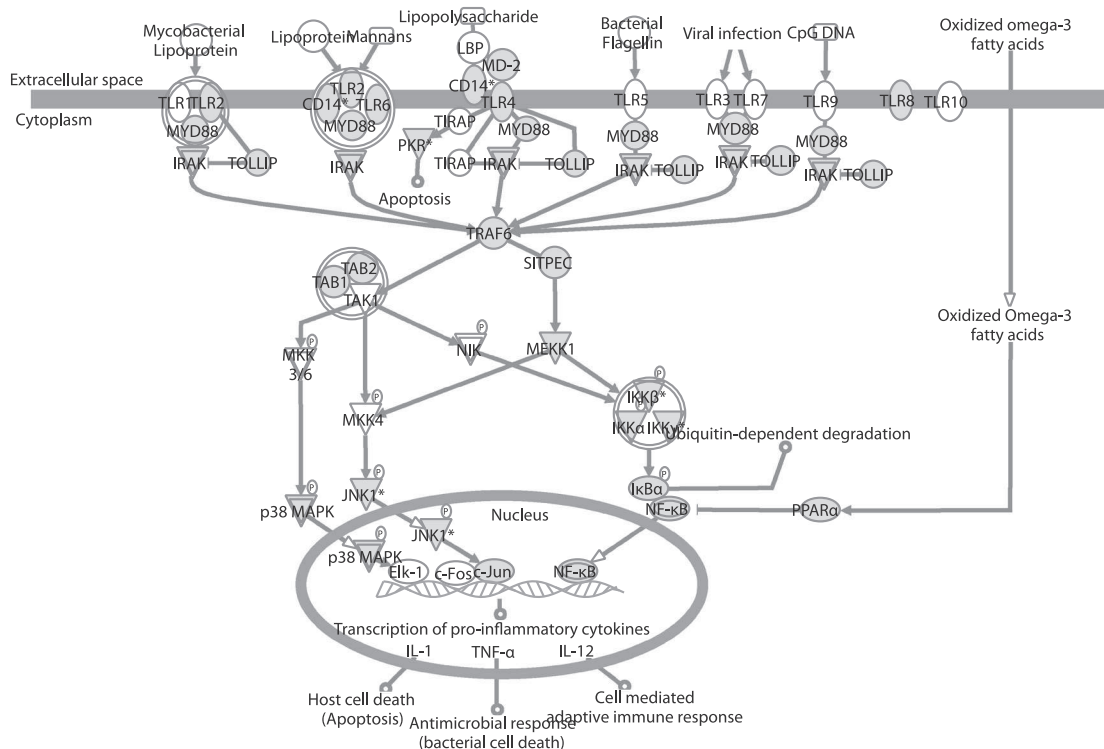 Mycobacterial
Lipoprotein
Lipoprotein
Mannans
Lipopolysaccharide
LBP
MD-2
CD14*
Bacterial
Flagellin
Viral infection
CpG DNA
Oxidized omega-3
fatty acids
Extracellular space
Cytoplasm
TLR1
TLR2
MYD88
IRAK
TOLLIP
TLR2
CD14*
TLR6
MYD88
IRAK
TLR4
TIRAP
PKR*
Apoptosis
TIRAP
MYD88
IRAK
TOLLIP
TLR5
MYD88
IRAK
TOLLIP
TLR3
TLR7
MYD88
IRAK
TOLLIP
TLR9
MYD88
IRAK
TOLLIP
TLR8
TLR10
TRAF6
SITPEC
TAB2
TAB1
TAK1
Oxidized Omega-3
fatty acids
P
MKK
3/6
P
NIK
MEKK1
P
MKK4
P
IKKβ*
P
IKKα
IKKγ*
Ubiquitin-dependent degradation
P
IκBα
NF-κB
PPARα
P
p38 MAPK
P
JNK1*
P
JNK1*
Nucleus
P
p38 MAPK
Elk-1
c-Fos
c-Jun
NF-κB
Transcription of pro-inflammatory cytokines
IL-1
TNF-α
IL-12
Host cell death
(Apoptosis)
Antimicrobial response
(bacterial cell death)
Cell mediated
adaptive immune response